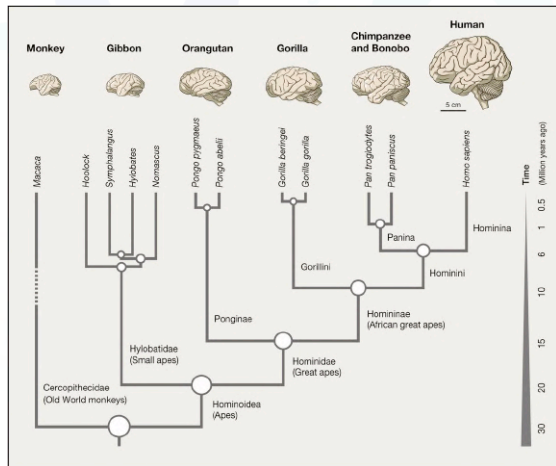 Monkey
Gibbon
Orangutan
Gorilla
Chimpanzee
and Bonobo
Human
5 cm
Macaca
Hoolock
Symphalangus
Hylobates
Nomascus
Pongo pygmaeus
Pongo abelii
Gorilla beringei
Gorilla gorilla
Pan troglodytes
Pan paniscus
Homo sapiens
Time
(Million years ago)
0.5
1
6
10
15
20
30
Hominina
Panina
Hominini
Gorillini
Homininae
(African great apes)
Ponginae
Hominidae
(Great apes)
Hylobatidae
(Small apes)
Cercopithecidae
(Old World monkeys)
Hominoidea
(Apes)